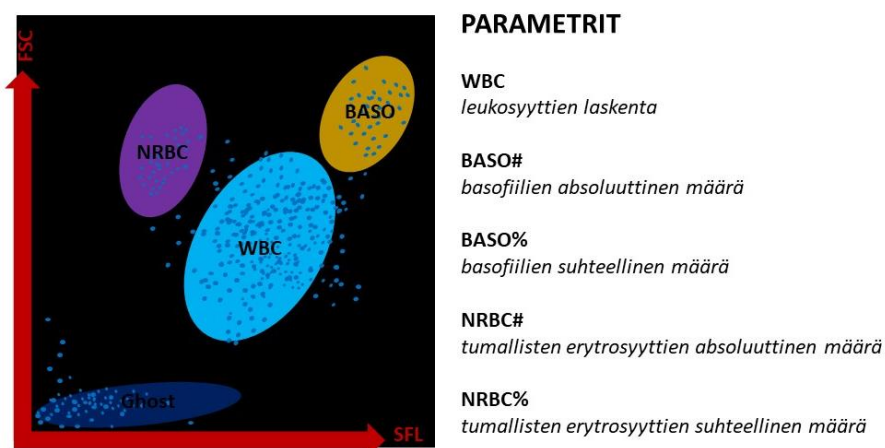 FSC
NRBC
BASO
WBC
Ghost
SFL
PARAMETRIT
WBC
leukosyyttien laskenta
BASO#
basofiilien absoluuttinen määrä
BASO%
basofiilien suhteellinen määrä
NRBC#
tumallisten erytrosyyttien absoluuttinen määrä
NRBC%
tumallisten erytrosyyttien suhteellinen määrä